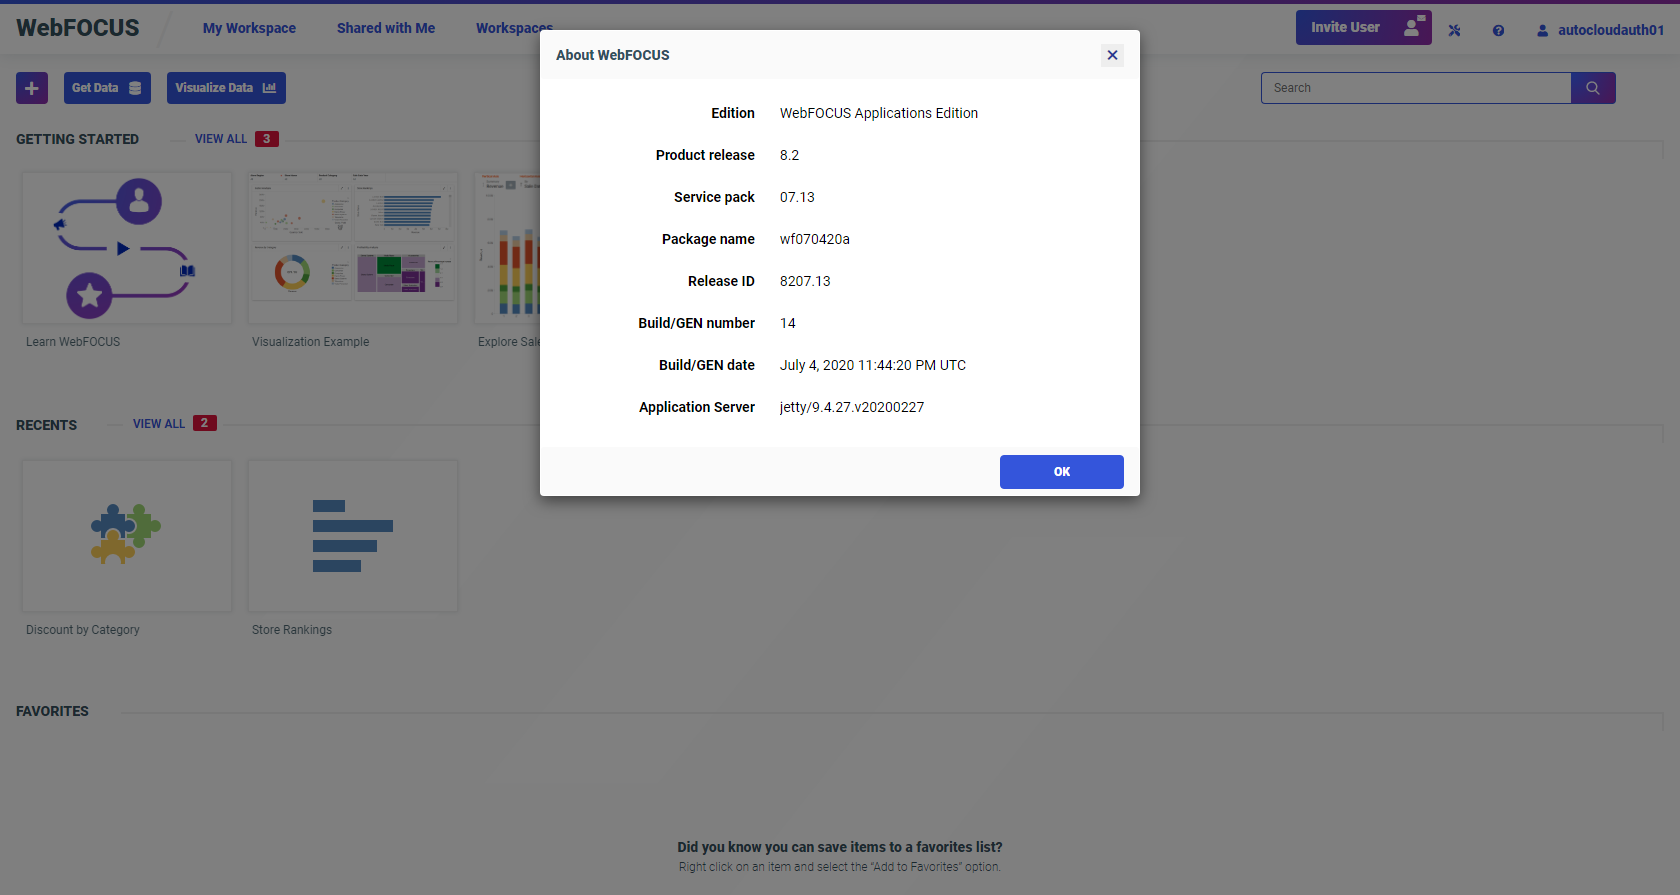 WebFOCUS
My Workspace
Shared with Me
Workspaces
Invite User
autocloudauth01
Get Data
Visualize Data
Search
GETTING STARTED
VIEW ALL 3
Learn WebFOCUS
Visualization Example
Explore Sale
RECENTS
VIEW ALL 2
Discount by Category
Store Rankings
FAVORITES
Did you know you can save items to a favorites list?
Right click on an item and select the "Add to Favorites" option.
About WebFOCUS
Edition WebFOCUS Applications Edition
Product release 8.2
Service pack 07.13
Package name wf070420a
Release ID 8207.13
Build/GEN number 14
Build/GEN date July 4, 2020 11:44:20 PM UTC
Application Server jetty/9.4.27.v20200227
OK